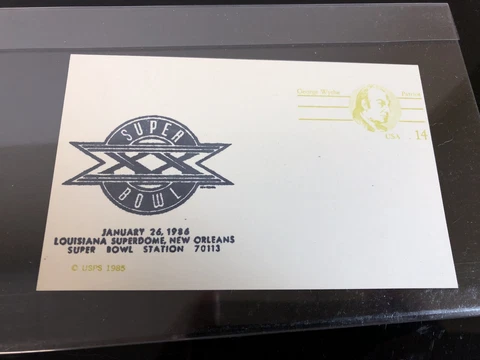 George Wythe Patriot
USA 14
SUPER
XX
BOWL
JANUARY 26, 1986
LOUISIANA SUPERDOME, NEW ORLEANS
SUPER BOWL STATION 70113
© USPS 1985